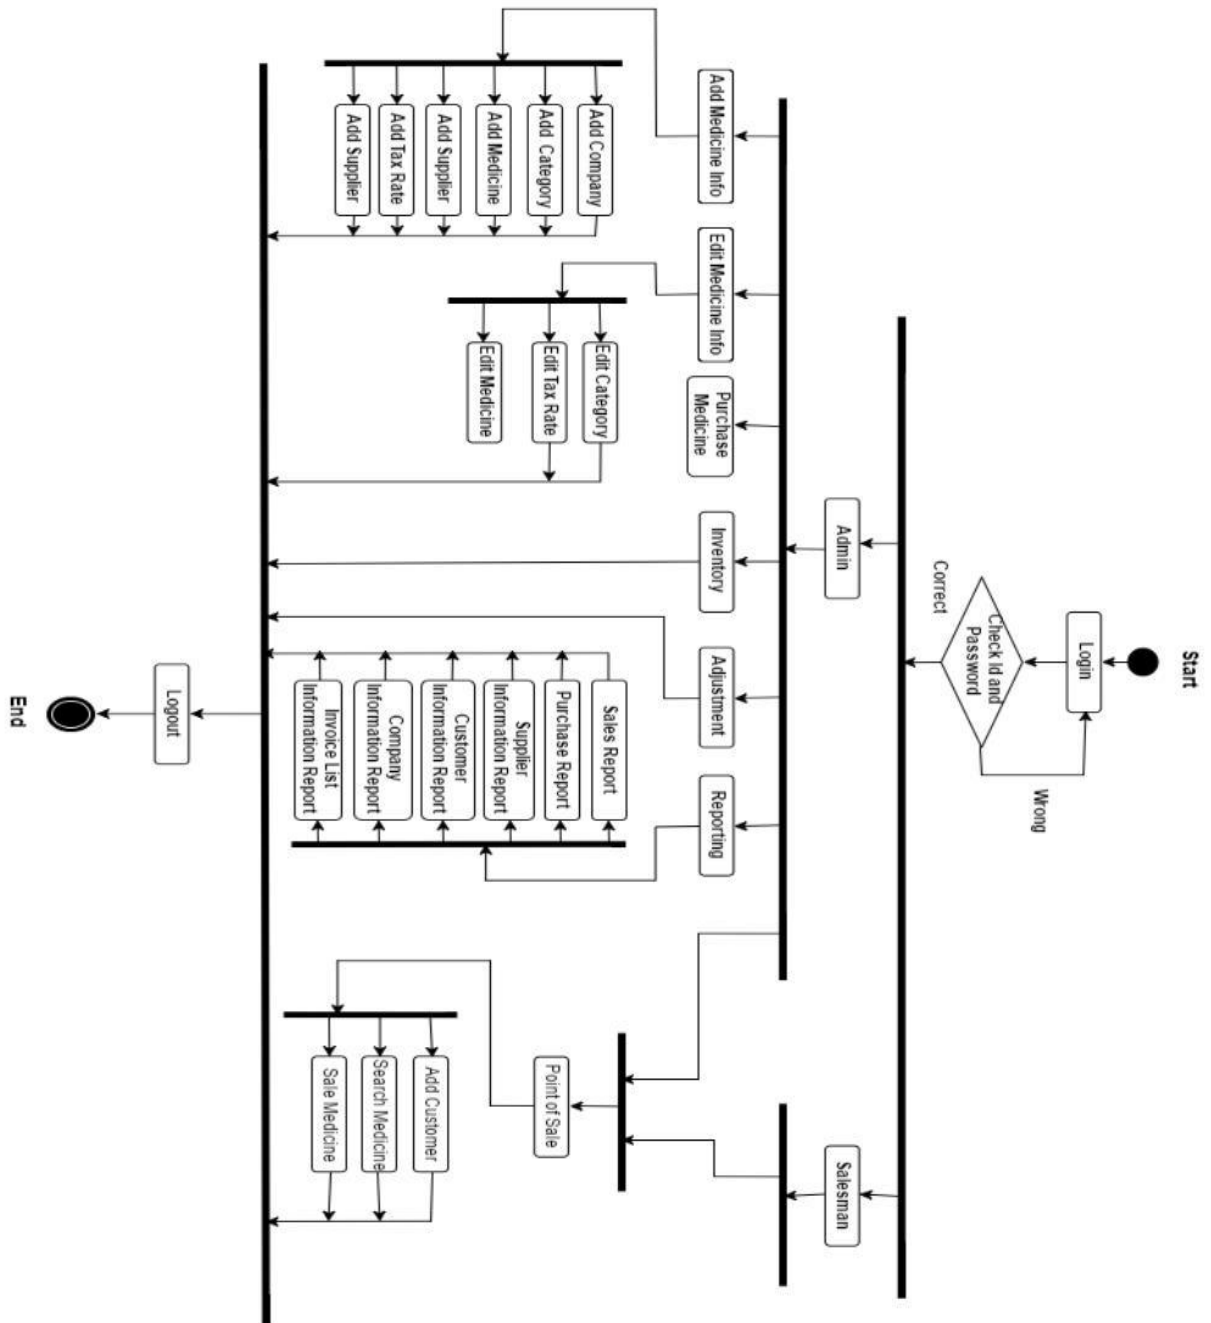 Start
Login
Wrong
Check Id and
Password
Correct
Admin
Salesman
Add Medicine Info
Edit Medicine Info
Purchase
Medicine
Inventory
Adjustment
Reporting
Add Company
Add Category
Add Medicine
Add Supplier
Add Tax Rate
Add Supplier
Edit Category
Edit Tax Rate
Edit Medicine
Sales Report
Purchase Report
Supplier
Information Report
Customer
Information Report
Company
Information Report
Invoice List
Information Report
Point of Sale
Add Customer
Search Medicine
Sale Medicine
Logout
End